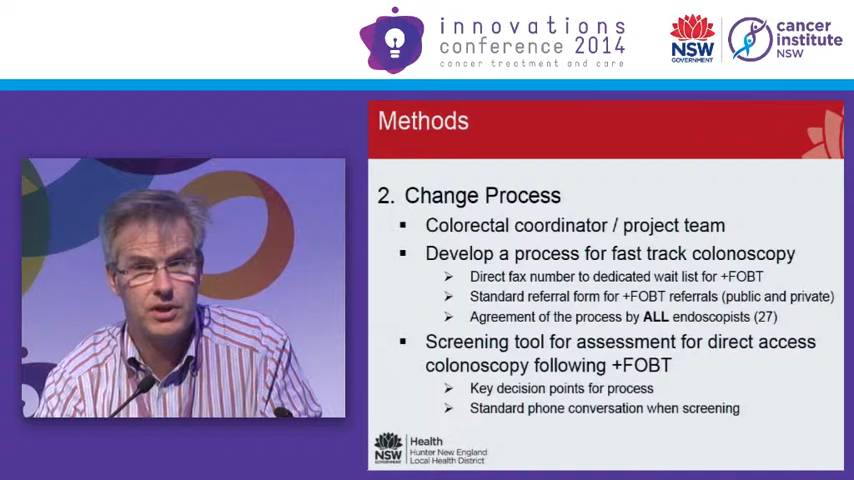 innovations
conference 2014
cancer treatment and care
NSW
GOVERNMENT
cancer
institute
NSW
Methods
2. Change Process
▪ Colorectal coordinator / project team
▪ Develop a process for fast track colonoscopy
➢ Direct fax number to dedicated wait list for +FOBT
➢ Standard referral form for +FOBT referrals (public and private)
➢ Agreement of the process by ALL endoscopists (27)
▪ Screening tool for assessment for direct access
colonoscopy following +FOBT
➢ Key decision points for process
➢ Standard phone conversation when screening
NSW
GOVERNMENT
Health
Hunter New England
Local Health District